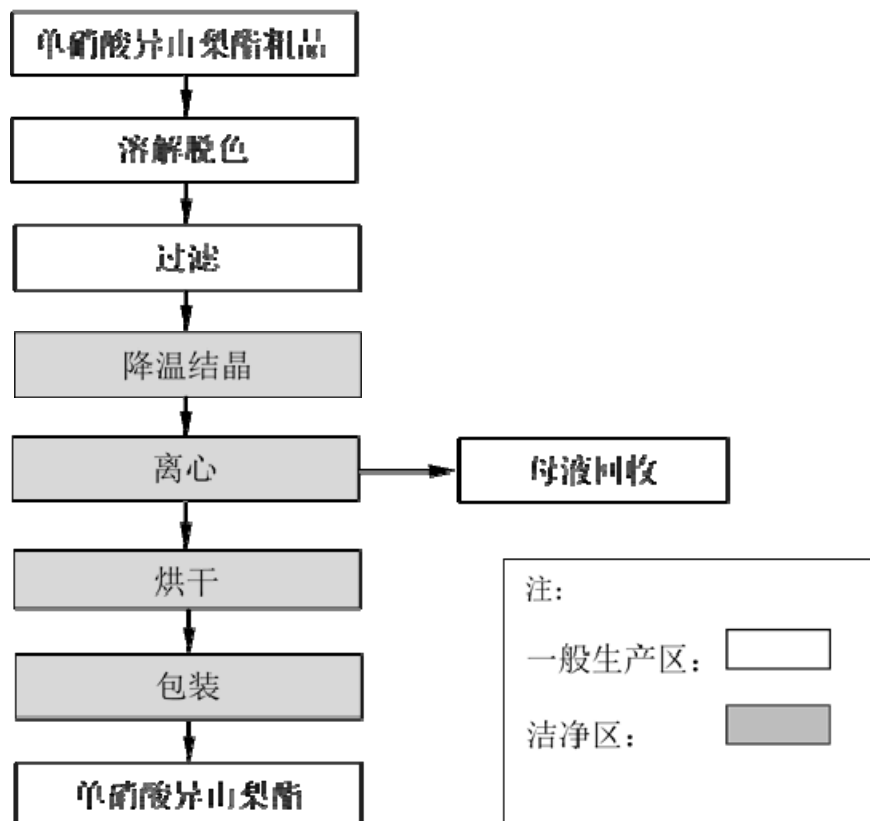 单硝酸异山梨酯粗品
溶解脱色
过滤
降温结晶
离心
母液回收
烘干
包装
单硝酸异山梨酯
注：
一般生产区：
洁净区：